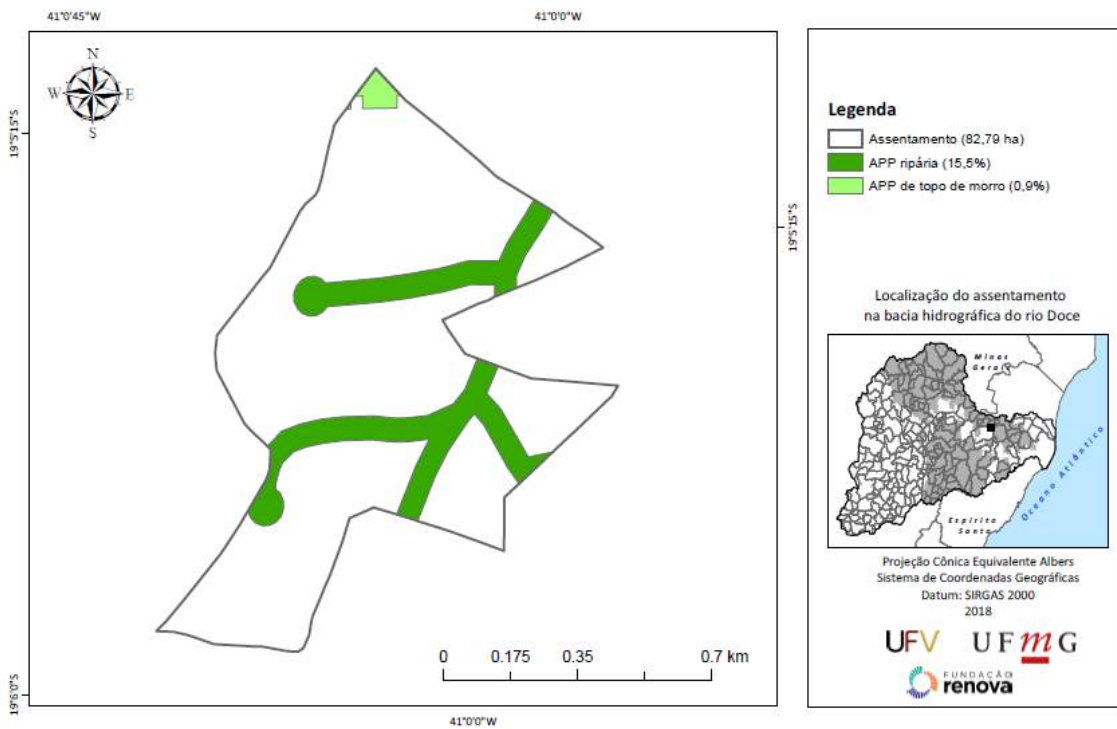 41°0'45"W
41°0'0"W
N
W
E
S
19°5'15"S
19°5'15"S
19°6'0"S
41°0'0"W
0
0.175
0.35
0.7 km
Legenda
Assentamento (82,79 ha)
APP ripária (15,5%)
APP de topo de morro (0,9%)
Localização do assentamento
na bacia hidrográfica do rio Doce
Minas
Gerais
Oceano Atlântico
Espírito
Santo
Projeção Cônica Equivalente Albers
Sistema de Coordenadas Geográficas
Datum: SIRGAS 2000
2018
UFV
UFmG
FUNDAÇÃO
renova